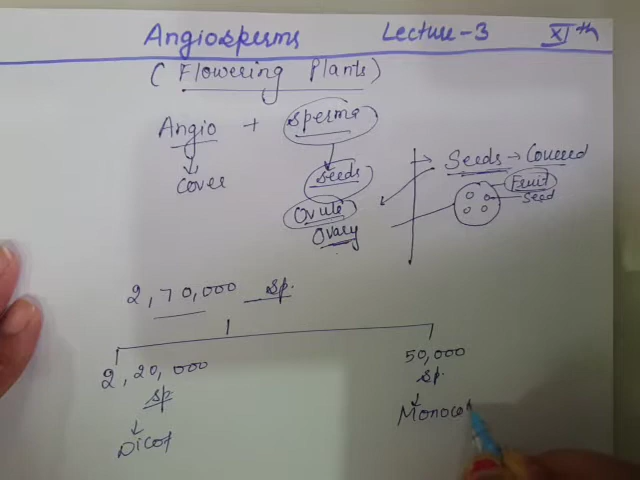 Angiosperms Lecture-3 XIth
(Flowering Plants)
Angio + Sperma
Cover
Seeds
Ovule
Ovary
Seeds → Covered
Fruit
Seed
2,70,000 sp.
2,20,000
sp
Dicot
50,000
sp.
Monocot